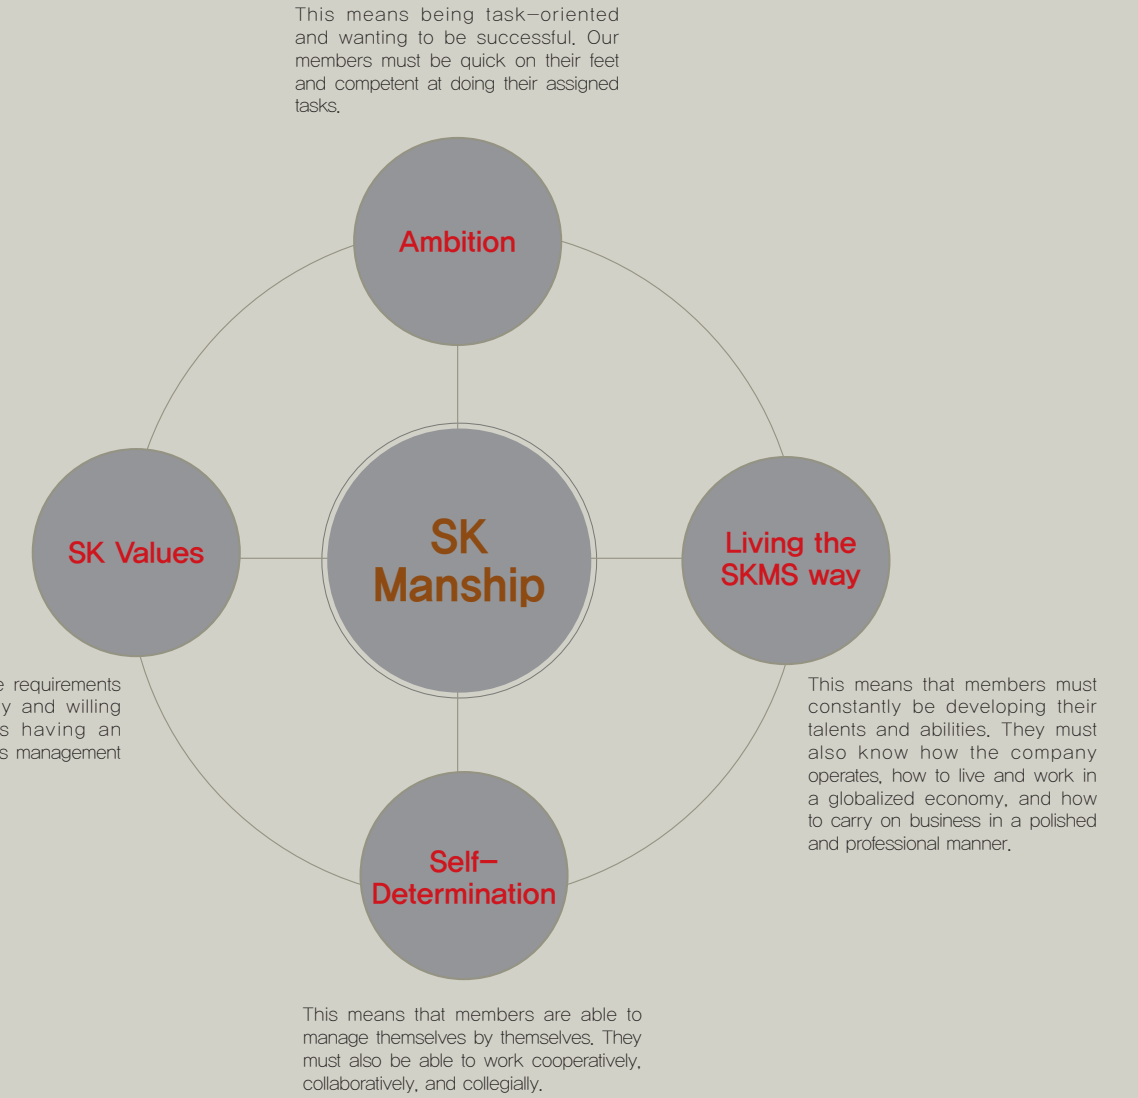 This means being task-oriented
and wanting to be successful. Our
members must be quick on their feet
and competent at doing their assigned
tasks.
Ambition
SK Values
SK
Manship
Living the
SKMS way
requirements
and willing
having an
management
This means that members must
constantly be developing their
talents and abilities. They must
also know how the company
operates, how to live and work in
a globalized economy, and how
to carry on business in a polished
and professional manner.
Self-
Determination
This means that members are able to
manage themselves by themselves. They
must also be able to work cooperatively,
collaboratively, and collegially.